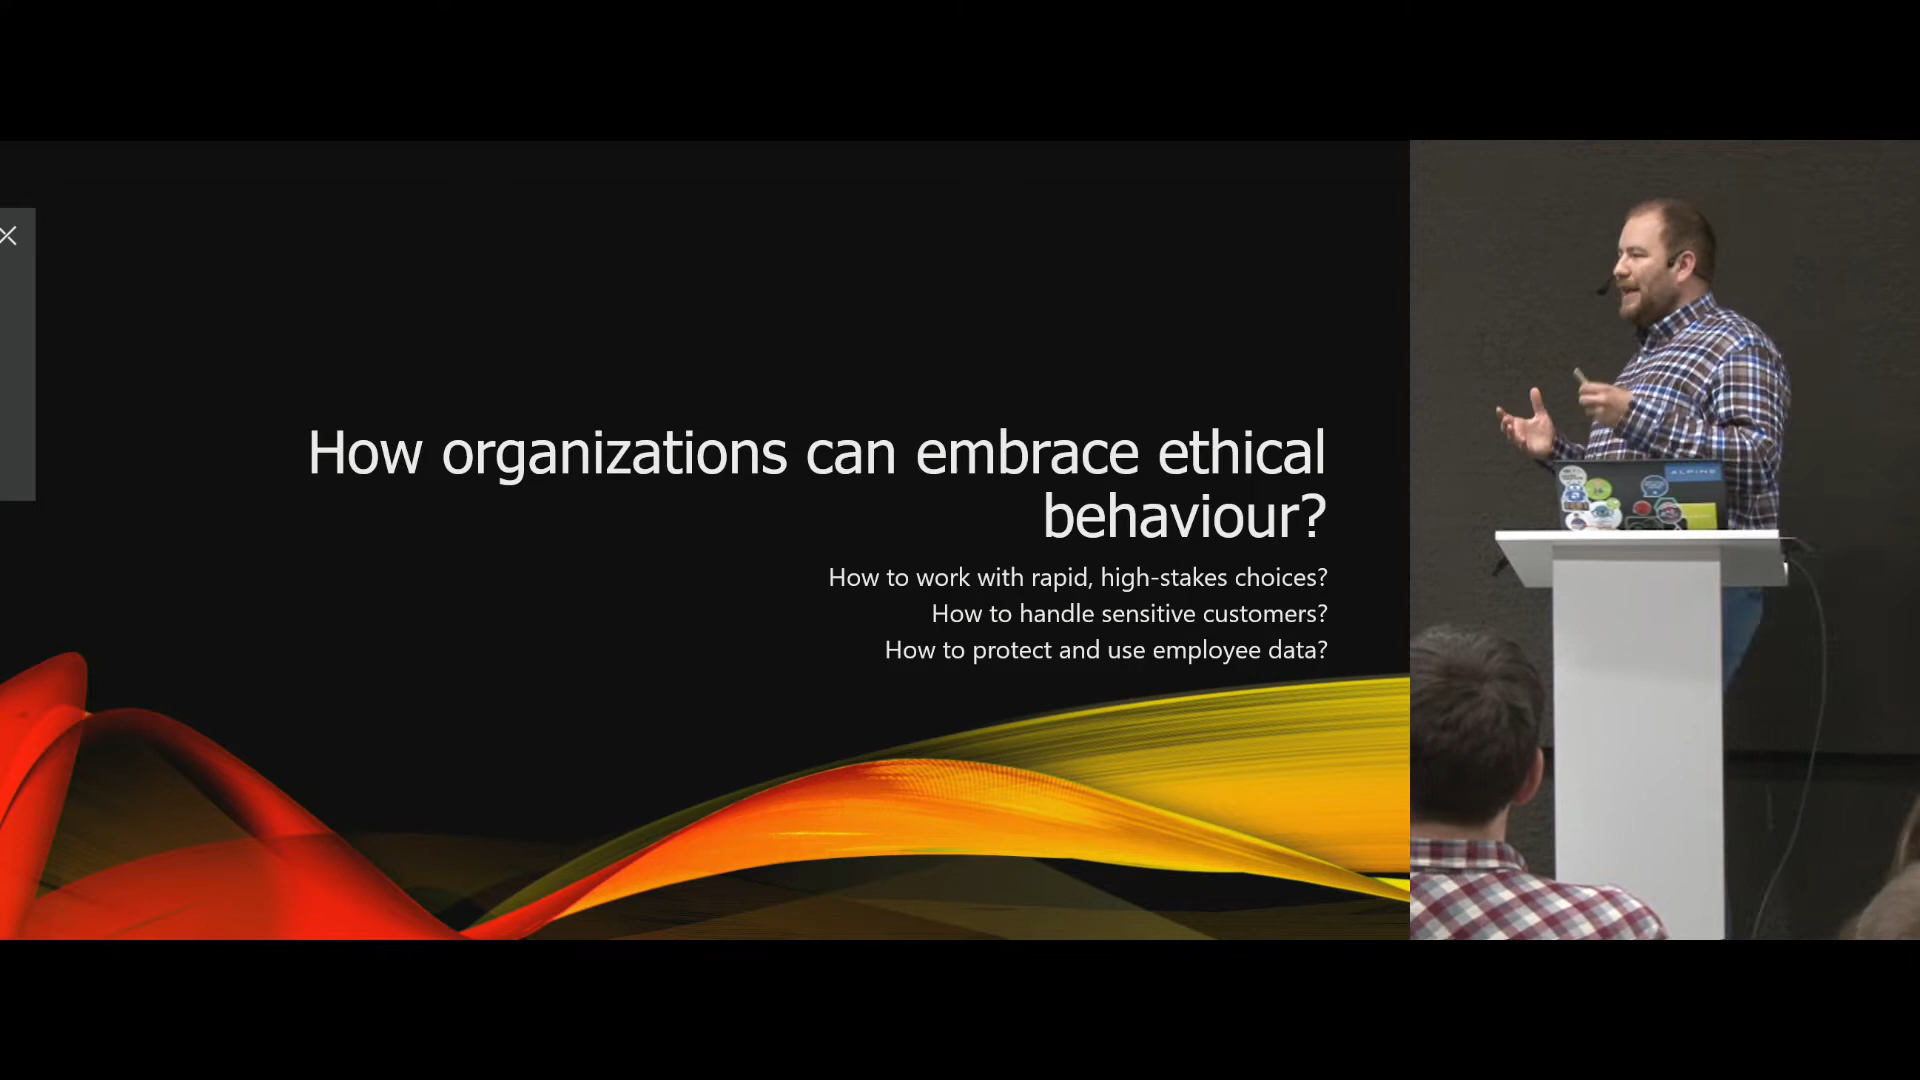 How organizations can embrace ethical
behaviour?
How to work with rapid, high-stakes choices?
How to handle sensitive customers?
How to protect and use employee data?
ALPINE